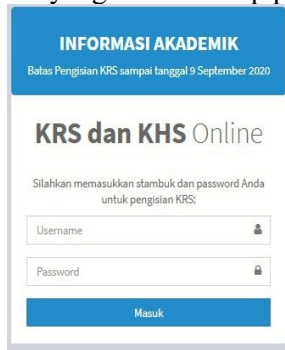 INFORMASI AKADEMIK
Batas Pengisian KRS sampai tanggal 9 September 2020
KRS dan KHS Online
Silahkan memasukkan stambuk dan password Anda
untuk pengisian KRS:
Username
Password
Masuk